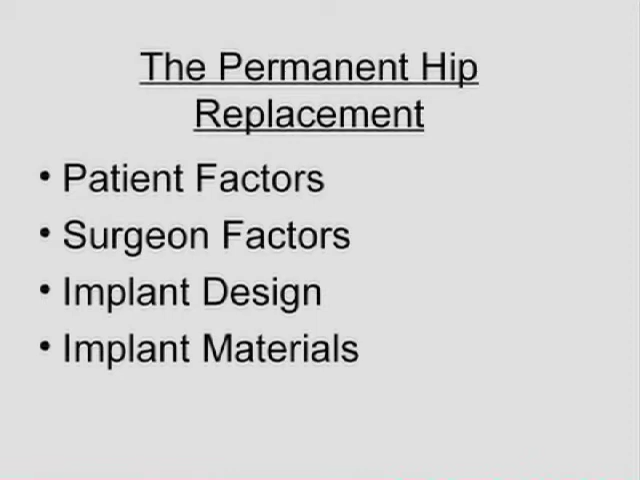 The Permanent Hip
Replacement
• Patient Factors
• Surgeon Factors
• Implant Design
• Implant Materials